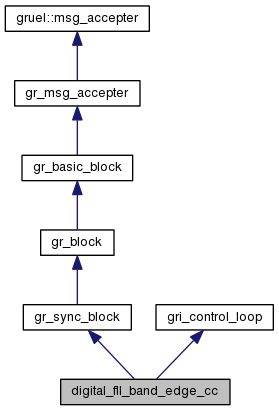 gruel::msg_accepter
gr_msg_accepter
gr_basic_block
gr_block
gr_sync_block
gri_control_loop
digital_fll_band_edge_cc